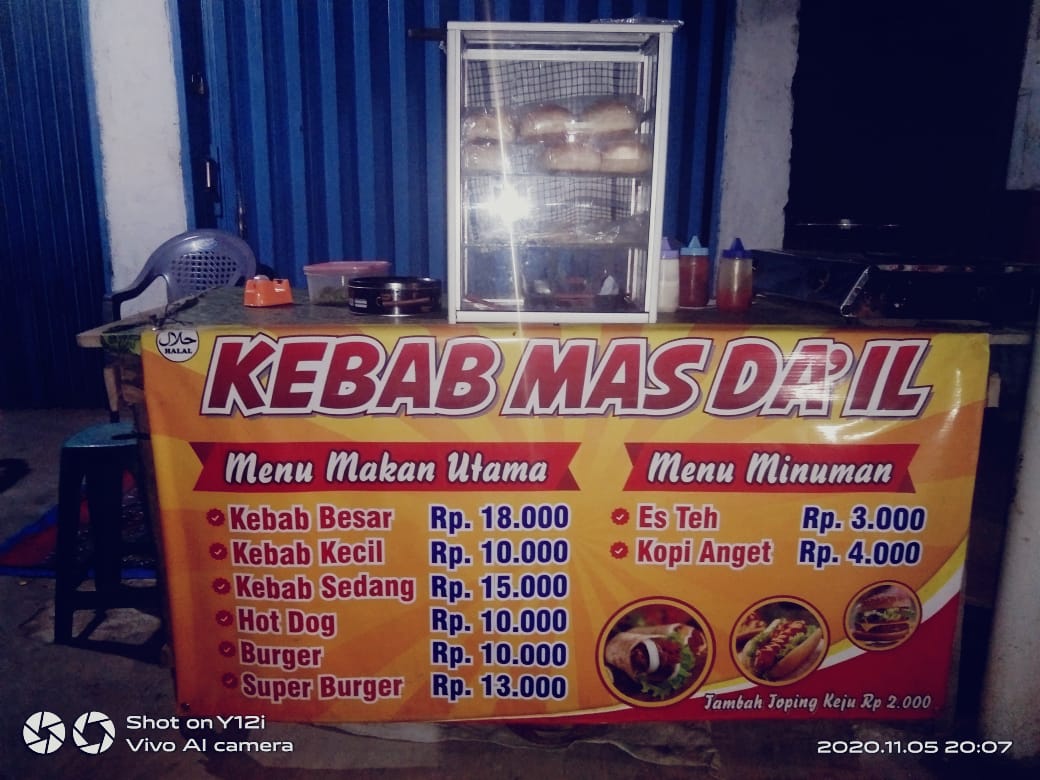 حلال
HALAL
KEBAB MAS DA'IL
Menu Makan Utama
Kebab Besar Rp. 18.000
Kebab Kecil Rp. 10.000
Kebab Sedang Rp. 15.000
Hot Dog Rp. 10.000
Burger Rp. 10.000
Super Burger Rp. 13.000
Menu Minuman
Es Teh Rp. 3.000
Kopi Anget Rp. 4.000
Tambah Toping Keju Rp 2.000
Shot on Y12i
Vivo AI camera
2020.11.05 20:07